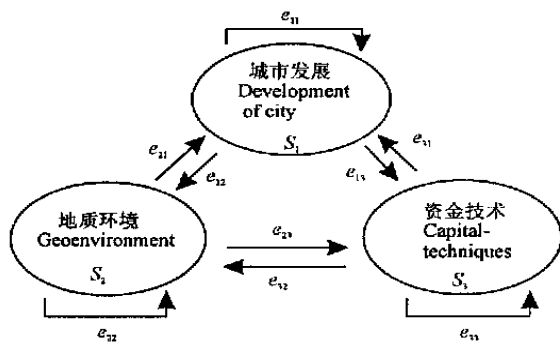 e₁₁
城市发展
Development
of city
S₁
e₂₁
e₁₂
e₁₃
e₃₁
地质环境
Geoenvironment
S₂
e₂₃
e₃₂
资金技术
Capital-
techniques
S₃
e₂₂
e₃₃